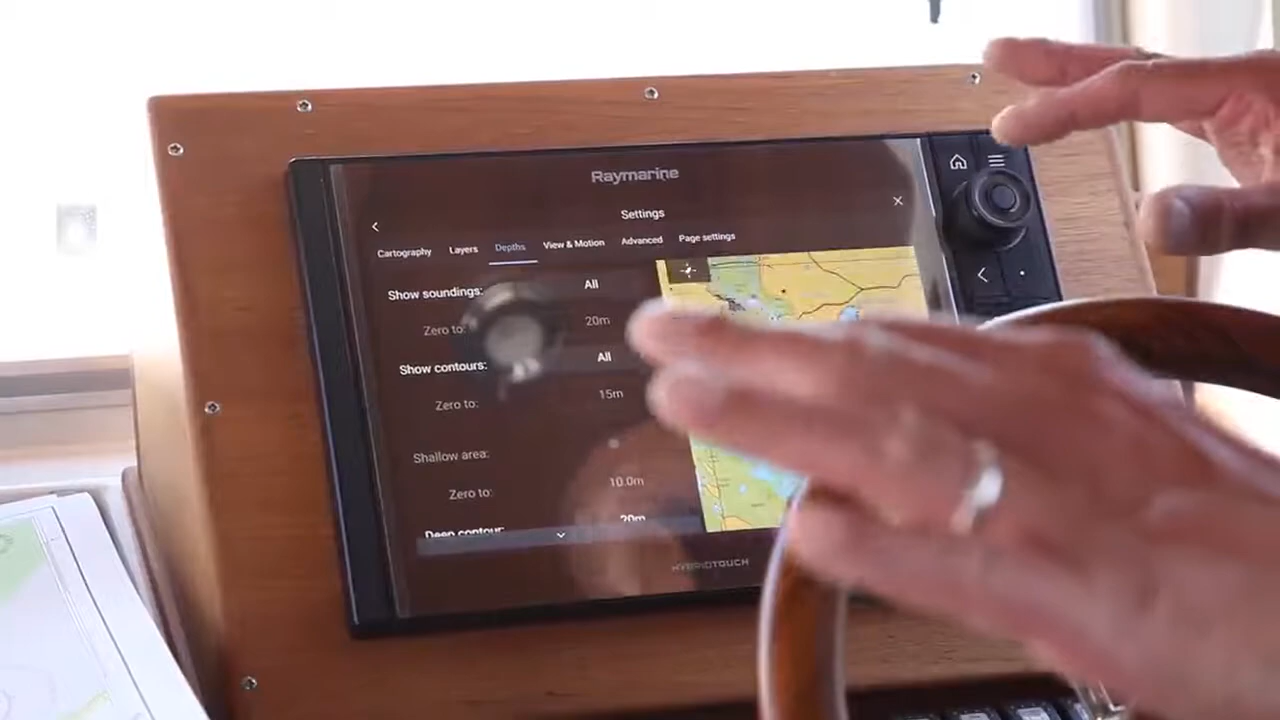 Raymarine
Settings
Cartography Layers Depths View & Motion Advanced Page settings
Show soundings: All
Zero to: 20m
Show contours: All
Zero to: 15m
Shallow area:
Zero to: 10.0m
Deep contour: 20m
HYBRIDTOUCH